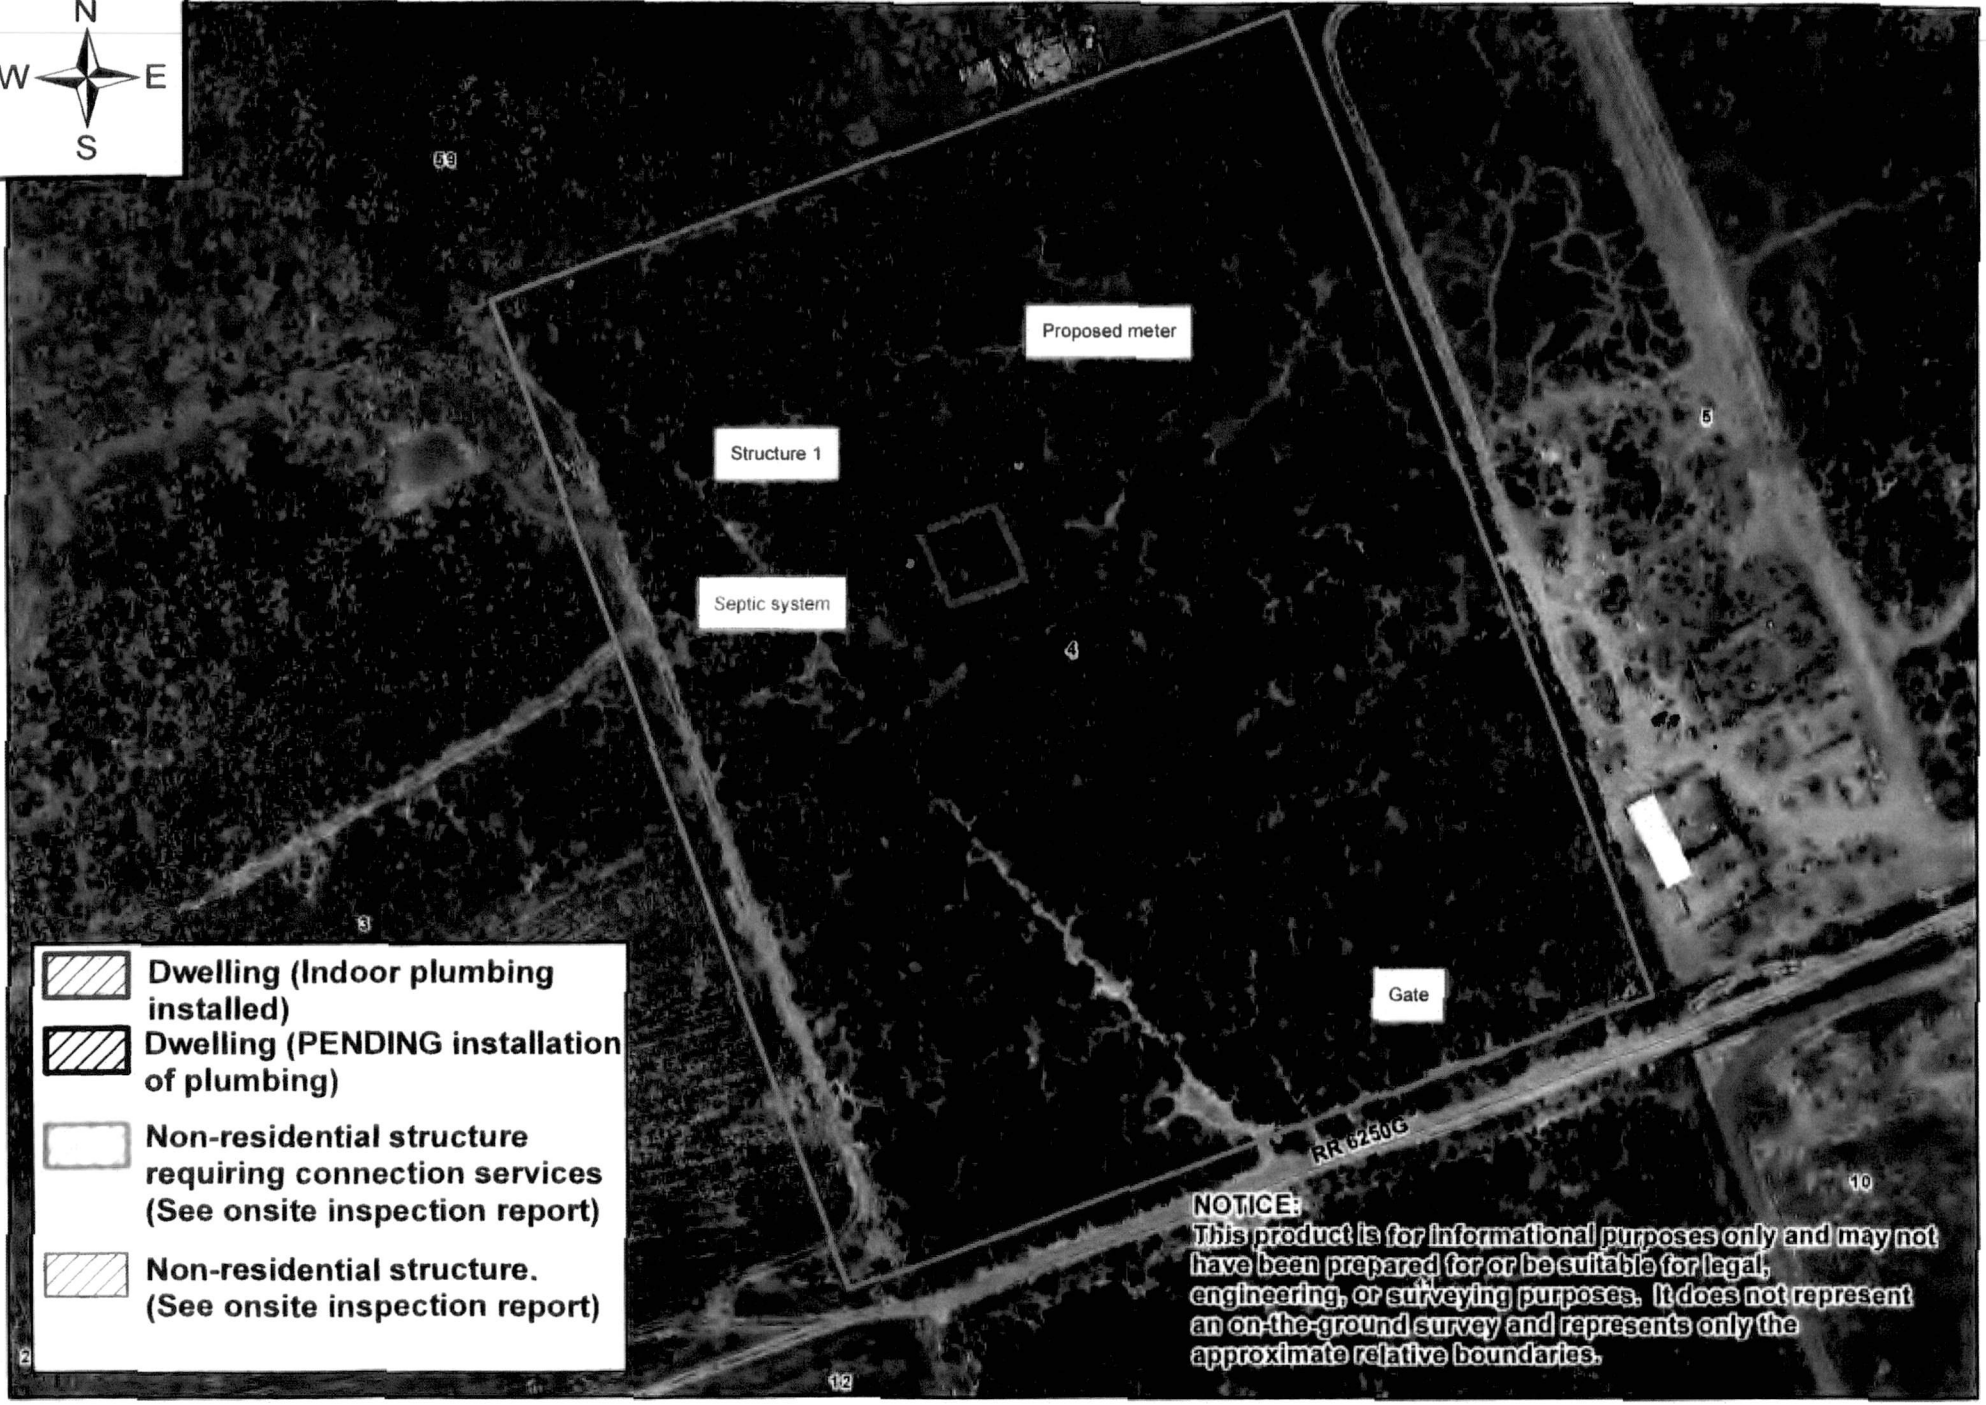 N
W E
S
59
Proposed meter
5
Structure 1
Septic system
4
3
Gate
Dwelling (Indoor plumbing
installed)
Dwelling (PENDING installation
of plumbing)
Non-residential structure
requiring connection services
(See onsite inspection report)
Non-residential structure.
(See onsite inspection report)
RR 6250G
10
NOTICE:
This product is for informational purposes only and may not
have been prepared for or be suitable for legal,
engineering, or surveying purposes. It does not represent
an on-the-ground survey and represents only the
approximate relative boundaries.
2
12